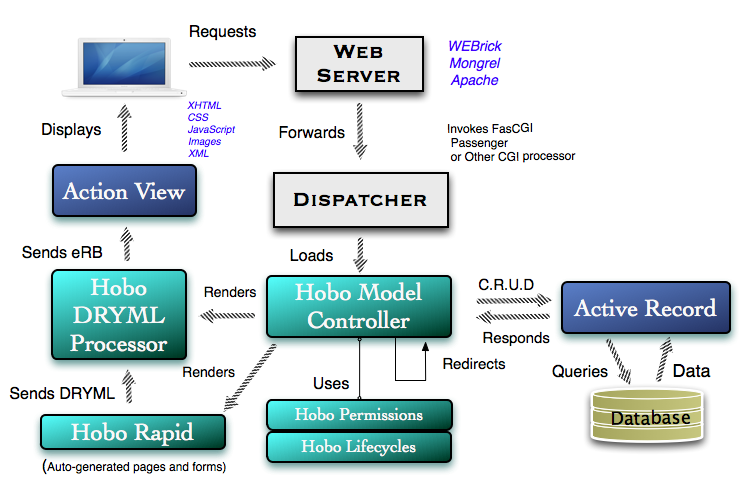 Requests
WEB
SERVER
WEBrick
Mongrel
Apache
XHTML
CSS
JavaScript
Images
XML
Displays
Forwards
Invokes FasCGI
Passenger
or Other CGI processor
Action View
DISPATCHER
Sends eRB
Loads
Hobo
DRYML
Processor
Renders
Hobo Model
Controller
C.R.U.D
Responds
Active Record
Redirects
Renders
Uses
Queries
Data
Sends DRYML
Hobo Rapid
(Auto-generated pages and forms)
Hobo Permissions
Hobo Lifecycles
Database